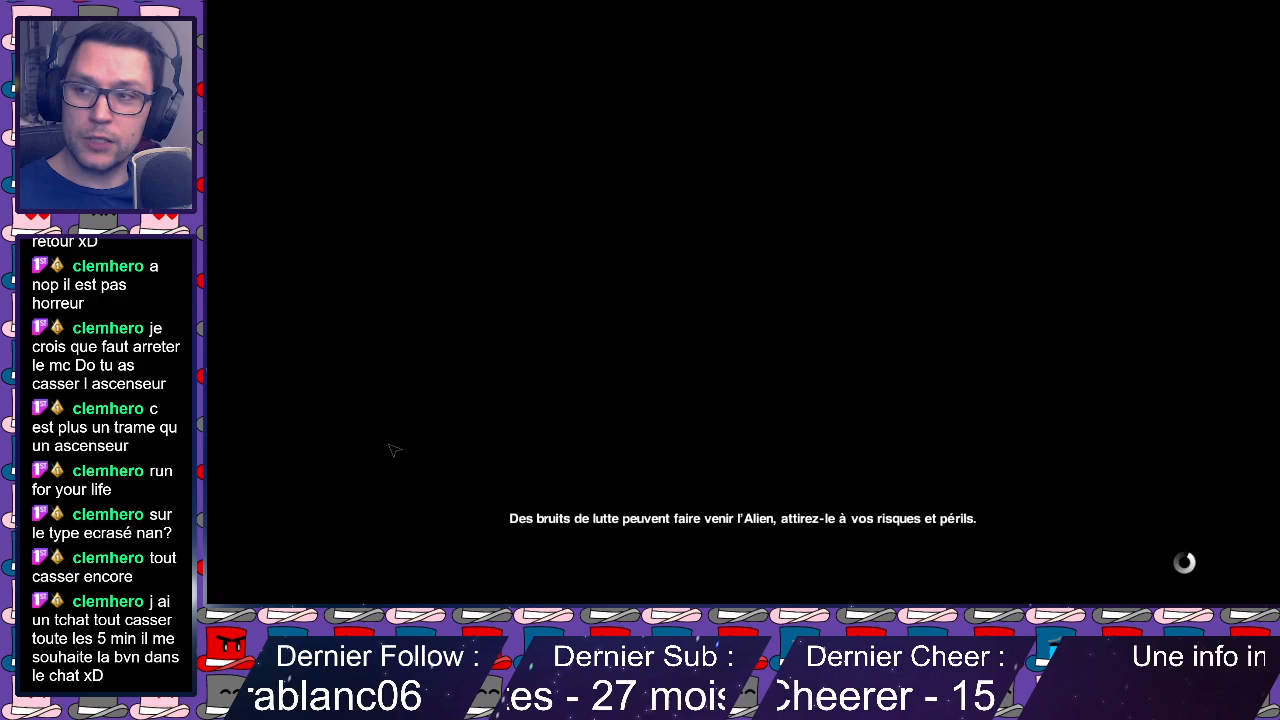 retour xD
clemhero a
nop il est pas
horreur
clemhero je
crois que faut arreter
le mc Do tu as
casser l ascenseur
clemhero c
est plus un trame qu
un ascenseur
clemhero run
for your life
clemhero sur
le type ecrasé nan?
clemhero tout
casser encore
clemhero j ai
un tchat tout casser
toute les 5 min il me
souhaite la bvn dans
le chat xD
Des bruits de lutte peuvent faire venir l'Alien, attirez-le à vos risques et périls.
Dernier Follow :
ablanc06
Dernier Sub :
es - 27 mois
Dernier Cheer :
Cheerer - 15
Une info in